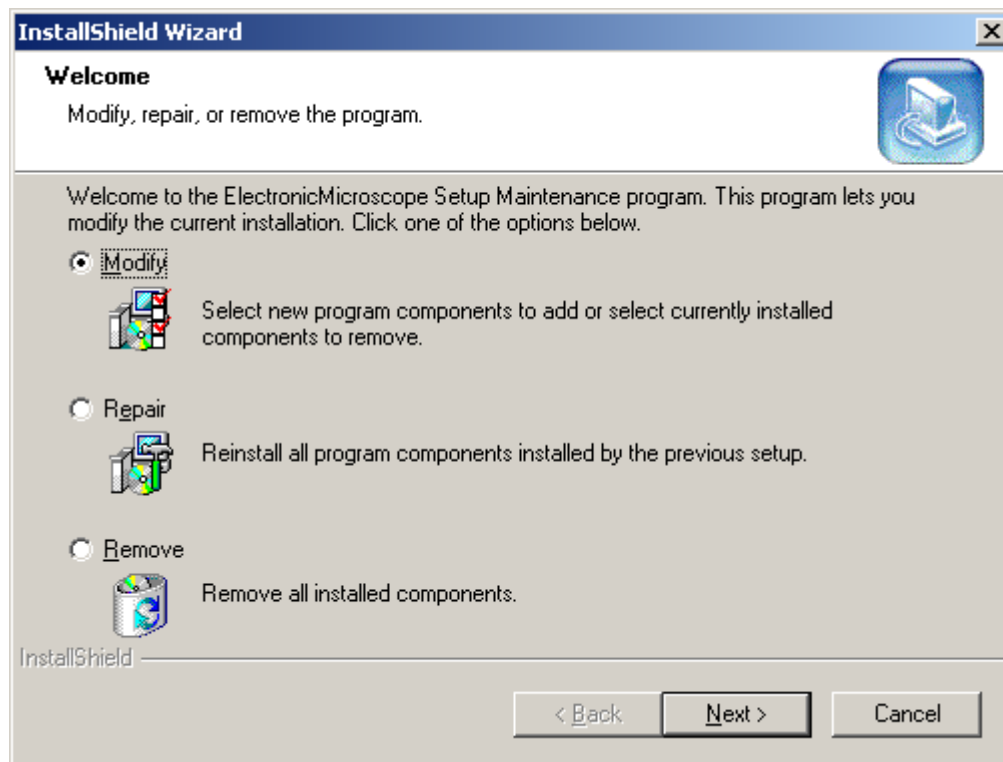 InstallShield Wizard
Welcome
Modify, repair, or remove the program.
Welcome to the ElectronicMicroscope Setup Maintenance program. This program lets you
modify the current installation. Click one of the options below.
Modify
Select new program components to add or select currently installed
components to remove.
Repair
Reinstall all program components installed by the previous setup.
Remove
Remove all installed components.
InstallShield
< Back
Next >
Cancel